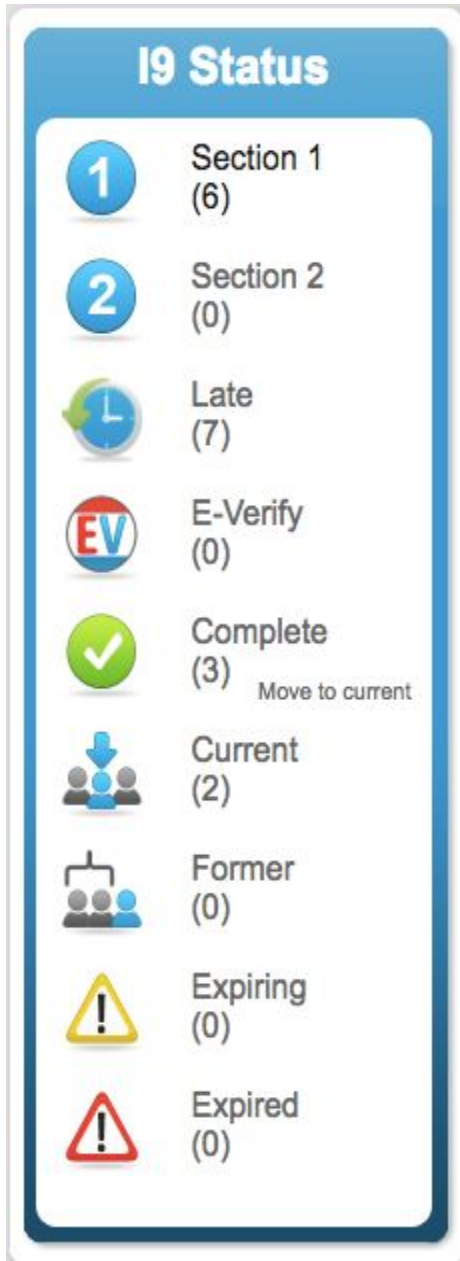 I9 Status
1
Section 1
(6)
2
Section 2
(0)
Late
(7)
EV
E-Verify
(0)
Complete
(3)
Move to current
Current
(2)
Former
(0)
!
Expiring
(0)
!
Expired
(0)